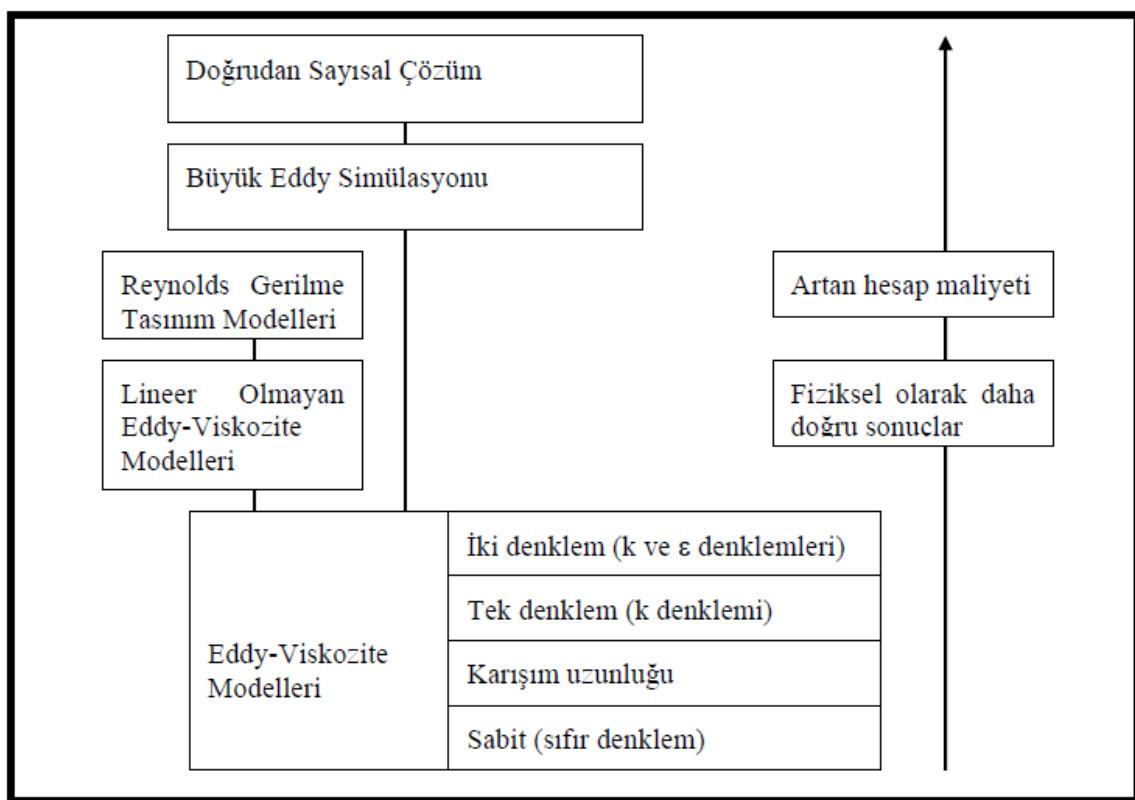 Doğrudan Sayısal Çözüm
Büyük Eddy Simülasyonu
Reynolds Gerilme
Tasınım Modelleri
Lineer Olmayan
Eddy-Viskozite
Modelleri
Eddy-Viskozite
Modelleri
İki denklem (k ve ε denklemleri)
Tek denklem (k denklemi)
Karışım uzunluğu
Sabit (sıfır denklem)
Artan hesap maliyeti
Fiziksel olarak daha
doğru sonuçlar